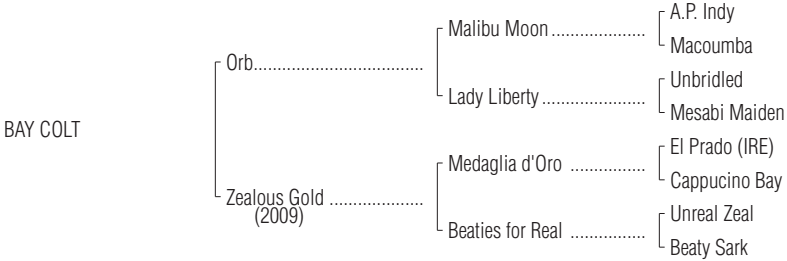 A.P. Indy
Malibu Moon ....................
Macoumba
Orb..................................
Unbridled
Lady Liberty ......................
Mesabi Maiden
BAY COLT
El Prado (IRE)
Medaglia d'Oro ................
Cappucino Bay
Zealous Gold ...................
(2009)
Unreal Zeal
Beaties for Real ................
Beaty Sark